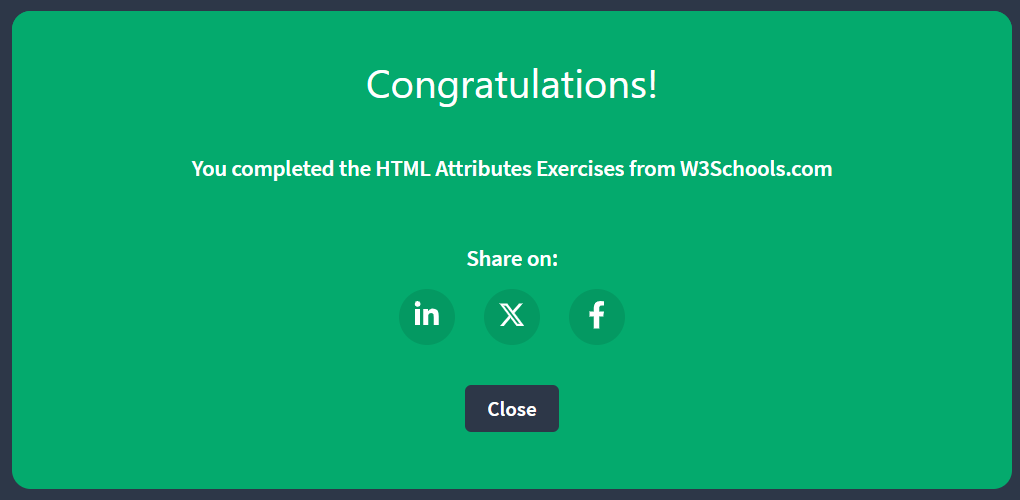 Congratulations!
You completed the HTML Attributes Exercises from W3Schools.com
Share on:
in X f
Close